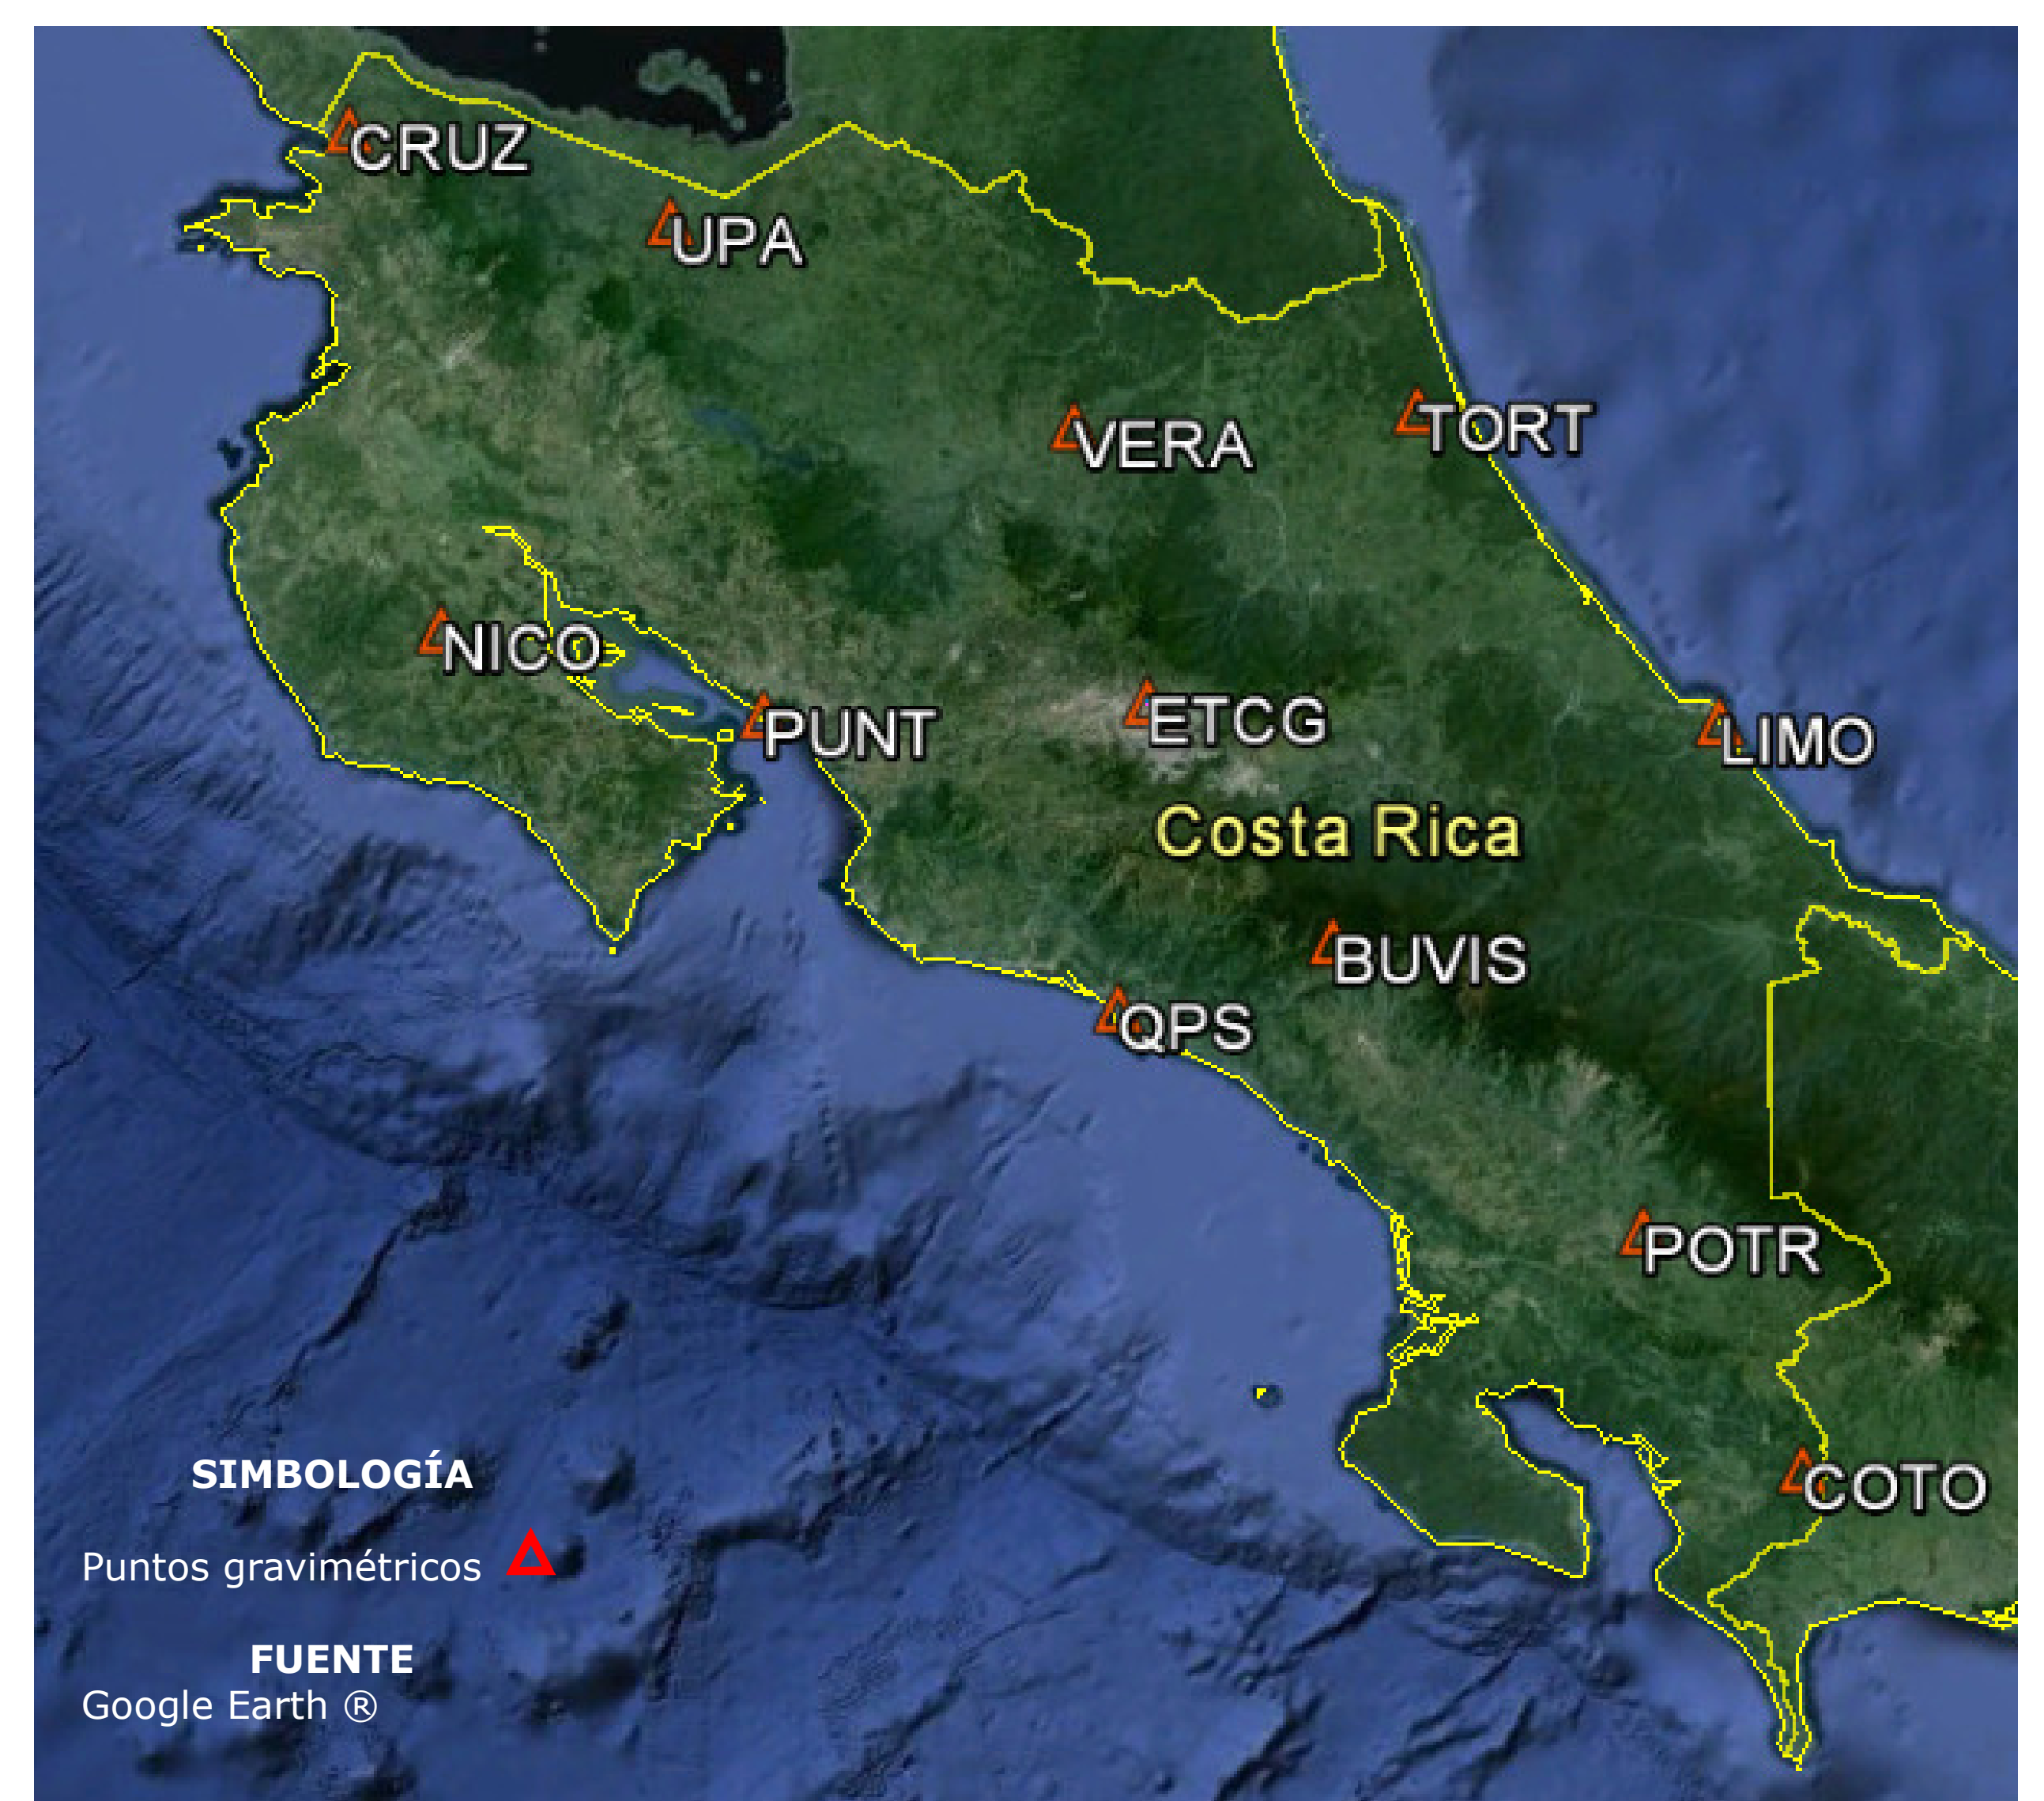 CRUZ
UPA
VERA
TORT
NICO
PUNT
ETCG
LIMO
Costa Rica
BUVIS
QPS
POTR
COTO
SIMBOLOGÍA
Puntos gravimétricos
FUENTE
Google Earth ®